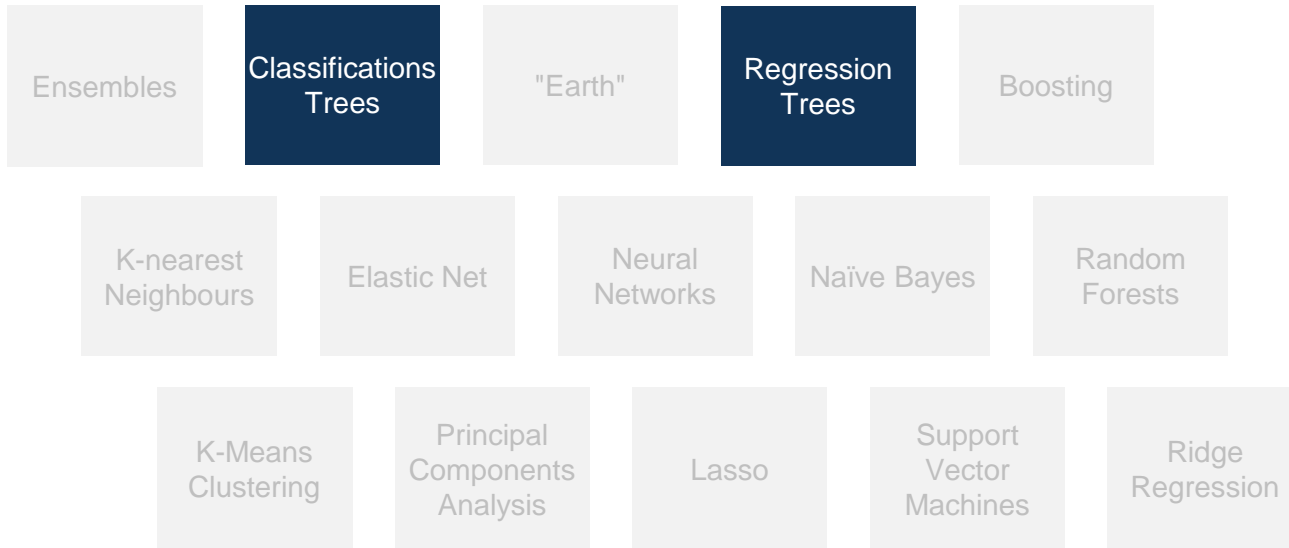 Ensembles
Classifications
Trees
"Earth"
Regression
Trees
Boosting
K-nearest
Neighbours
Elastic Net
Neural
Networks
Naïve Bayes
Random
Forests
K-Means
Clustering
Principal
Components
Analysis
Lasso
Support
Vector
Machines
Ridge
Regression